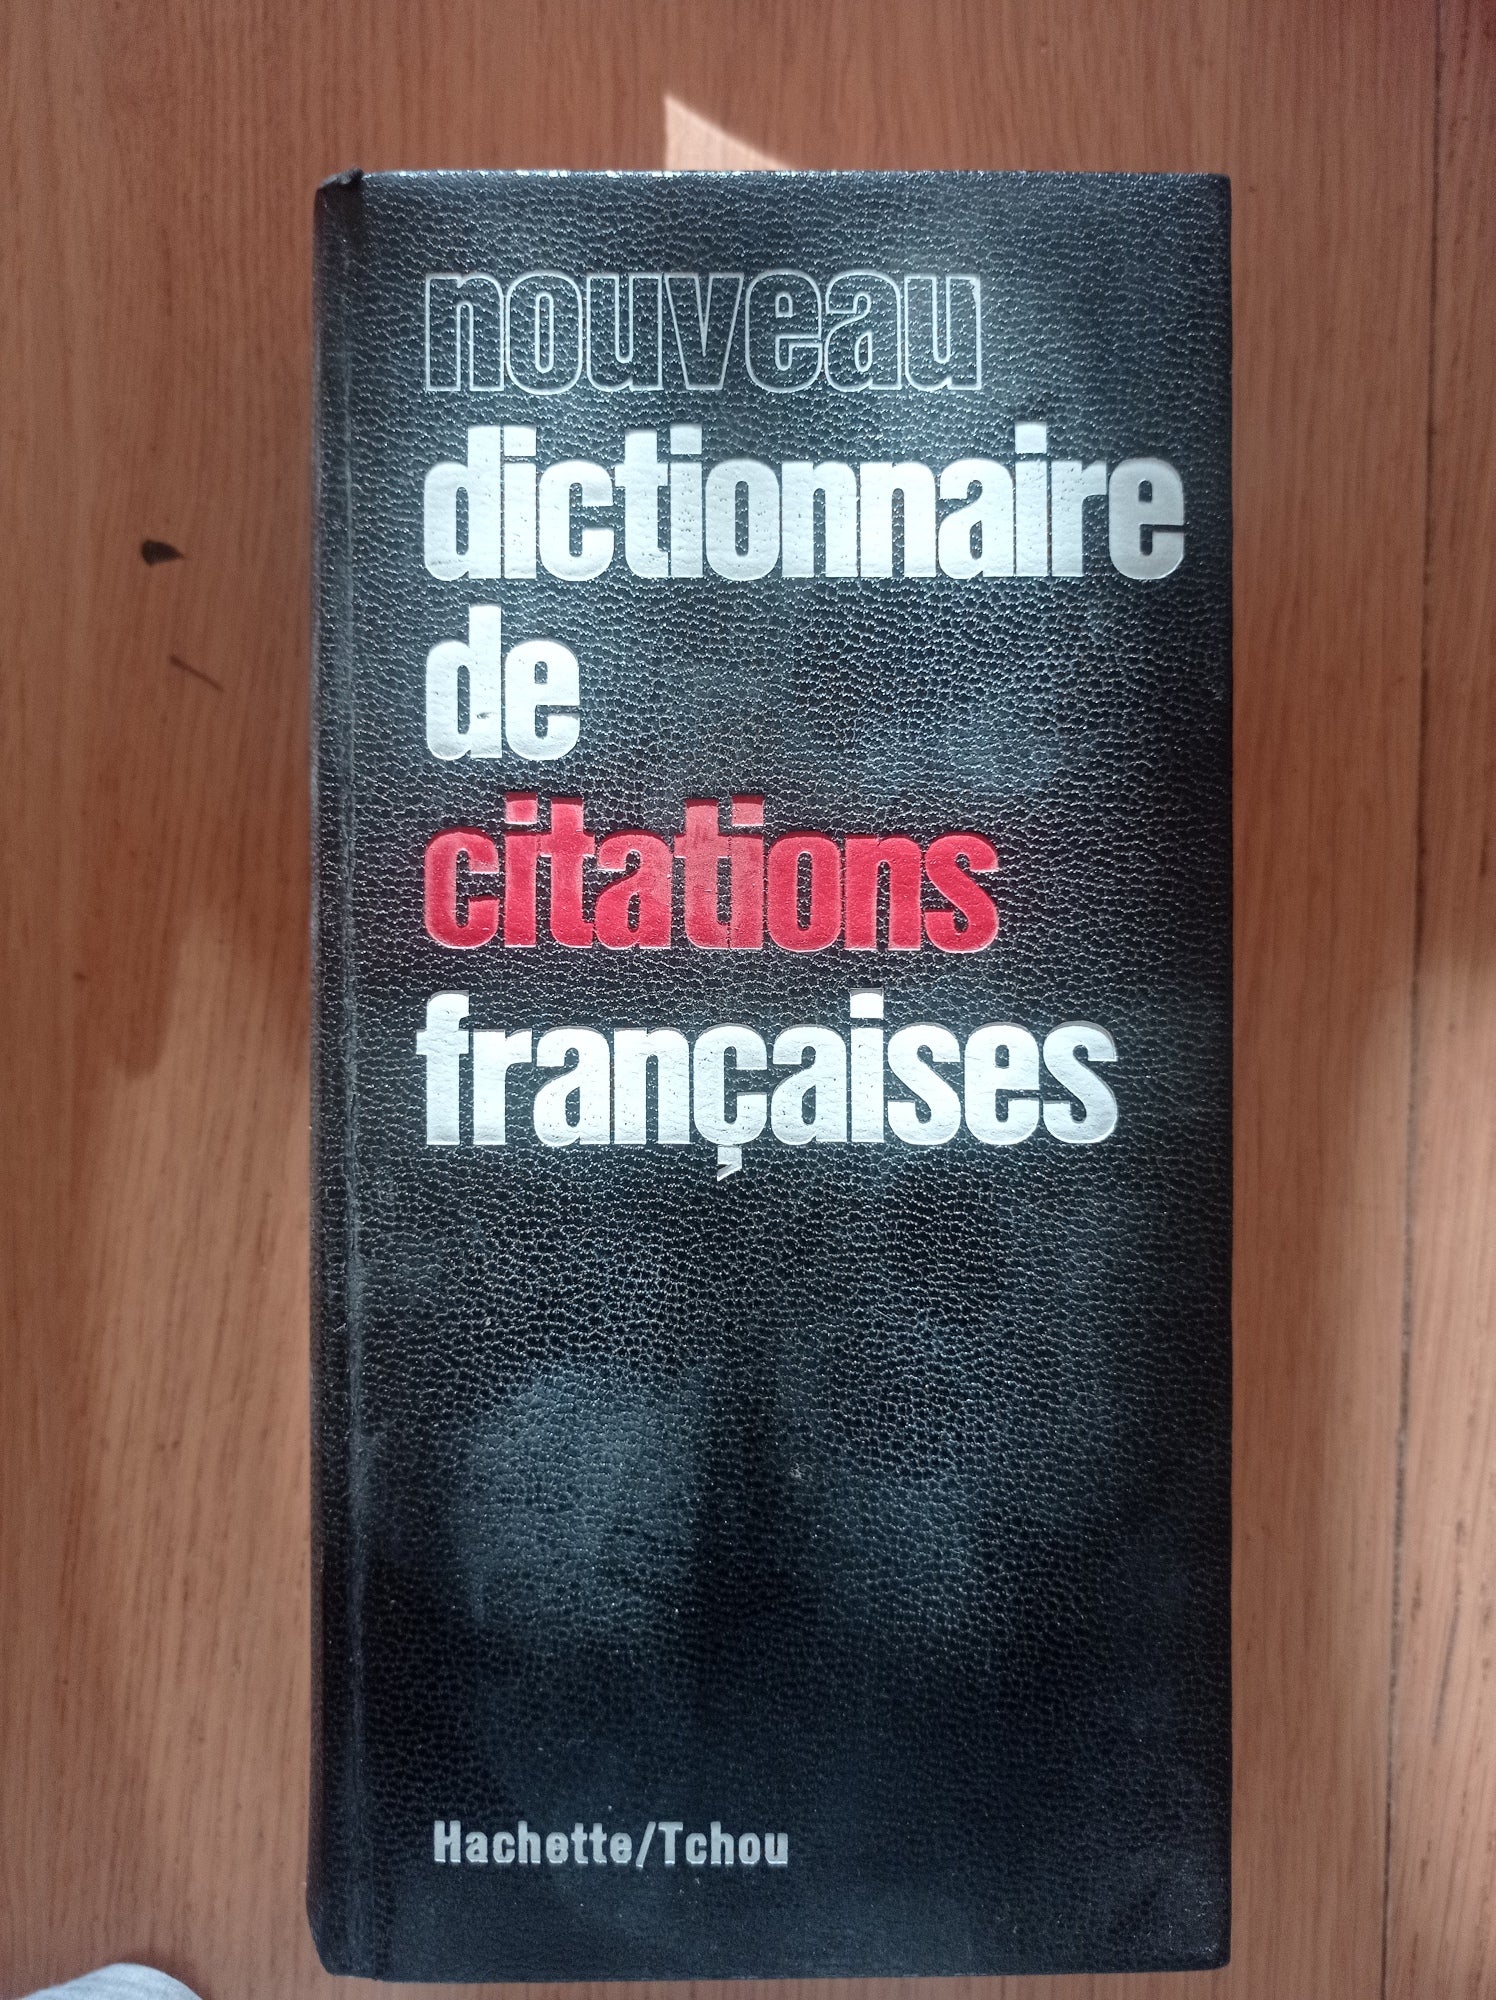 nouveau
dictionnaire
de
citations
françaises
Hachette/Tchou